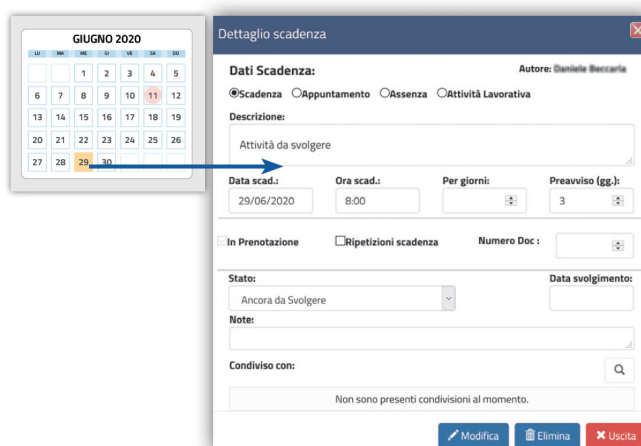 GIUGNO 2020
LU MA ME GI VE SA DO
1 2 3 4 5
6 7 8 9 10 11 12
13 14 15 16 17 18 19
20 21 22 23 24 25 26
27 28 29 30
Dettaglio scadenza
Dati Scadenza: Autore:
Scadenza Appuntamento Assenza Attività Lavorativa
Descrizione:
Attività da svolgere
Data scad.: Ora scad.: Per giorni: Preavviso (gg.):
29/06/2020 8:00 3
In Prenotazione Ripetizioni scadenza Numero Doc :
Stato: Data svolgimento:
Ancora da Svolgere
Note:
Condiviso con:
Non sono presenti condivisioni al momento.
Modifica Elimina Uscita